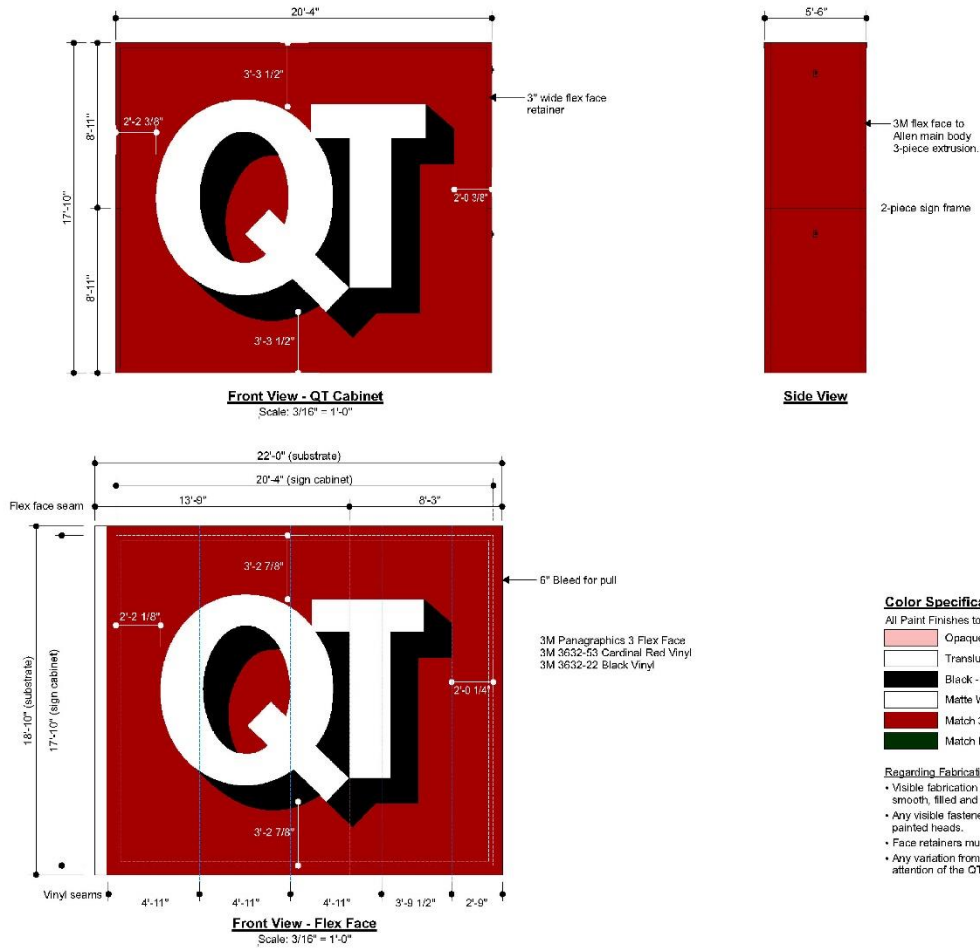 20'-4"
5'-6"
3'-3 1/2"
3" wide flex face
retainer
2'-2 3/8"
8'-11"
3M flex face to
Allen main body
3-piece extrusion.
QT
17'-10"
2'-0 3/8"
2-piece sign frame
8'-11"
3'-3 1/2"
Front View - QT Cabinet
Scale: 3/16" = 1'-0"
Side View
22'-0" (substrate)
20'-4" (sign cabinet)
Flex face seam
13'-9"
8'-3"
3'-2 7/8"
6" Bleed for pull
2'-2 1/8"
QT
3M Panagraphics 3 Flex Face
3M 3632-53 Cardinal Red Vinyl
3M 3632-22 Black Vinyl
18'-10" (substrate)
17'-10" (sign cabinet)
2'-0 1/4"
3'-2 7/8"
Vinyl seams
4'-11"
4'-11"
4'-11"
3'-9 1/2"
2'-9"
Front View - Flex Face
Scale: 3/16" = 1'-0"
Color Specifica
All Paint Finishes to
Opaque
Translu
Black -
Matte W
Match 3
Match
Regarding Fabricati
• Visible fabrication
smooth, filled and
• Any visible fastene
painted heads.
• Face retainers mu
• Any variation from
attention of the QT